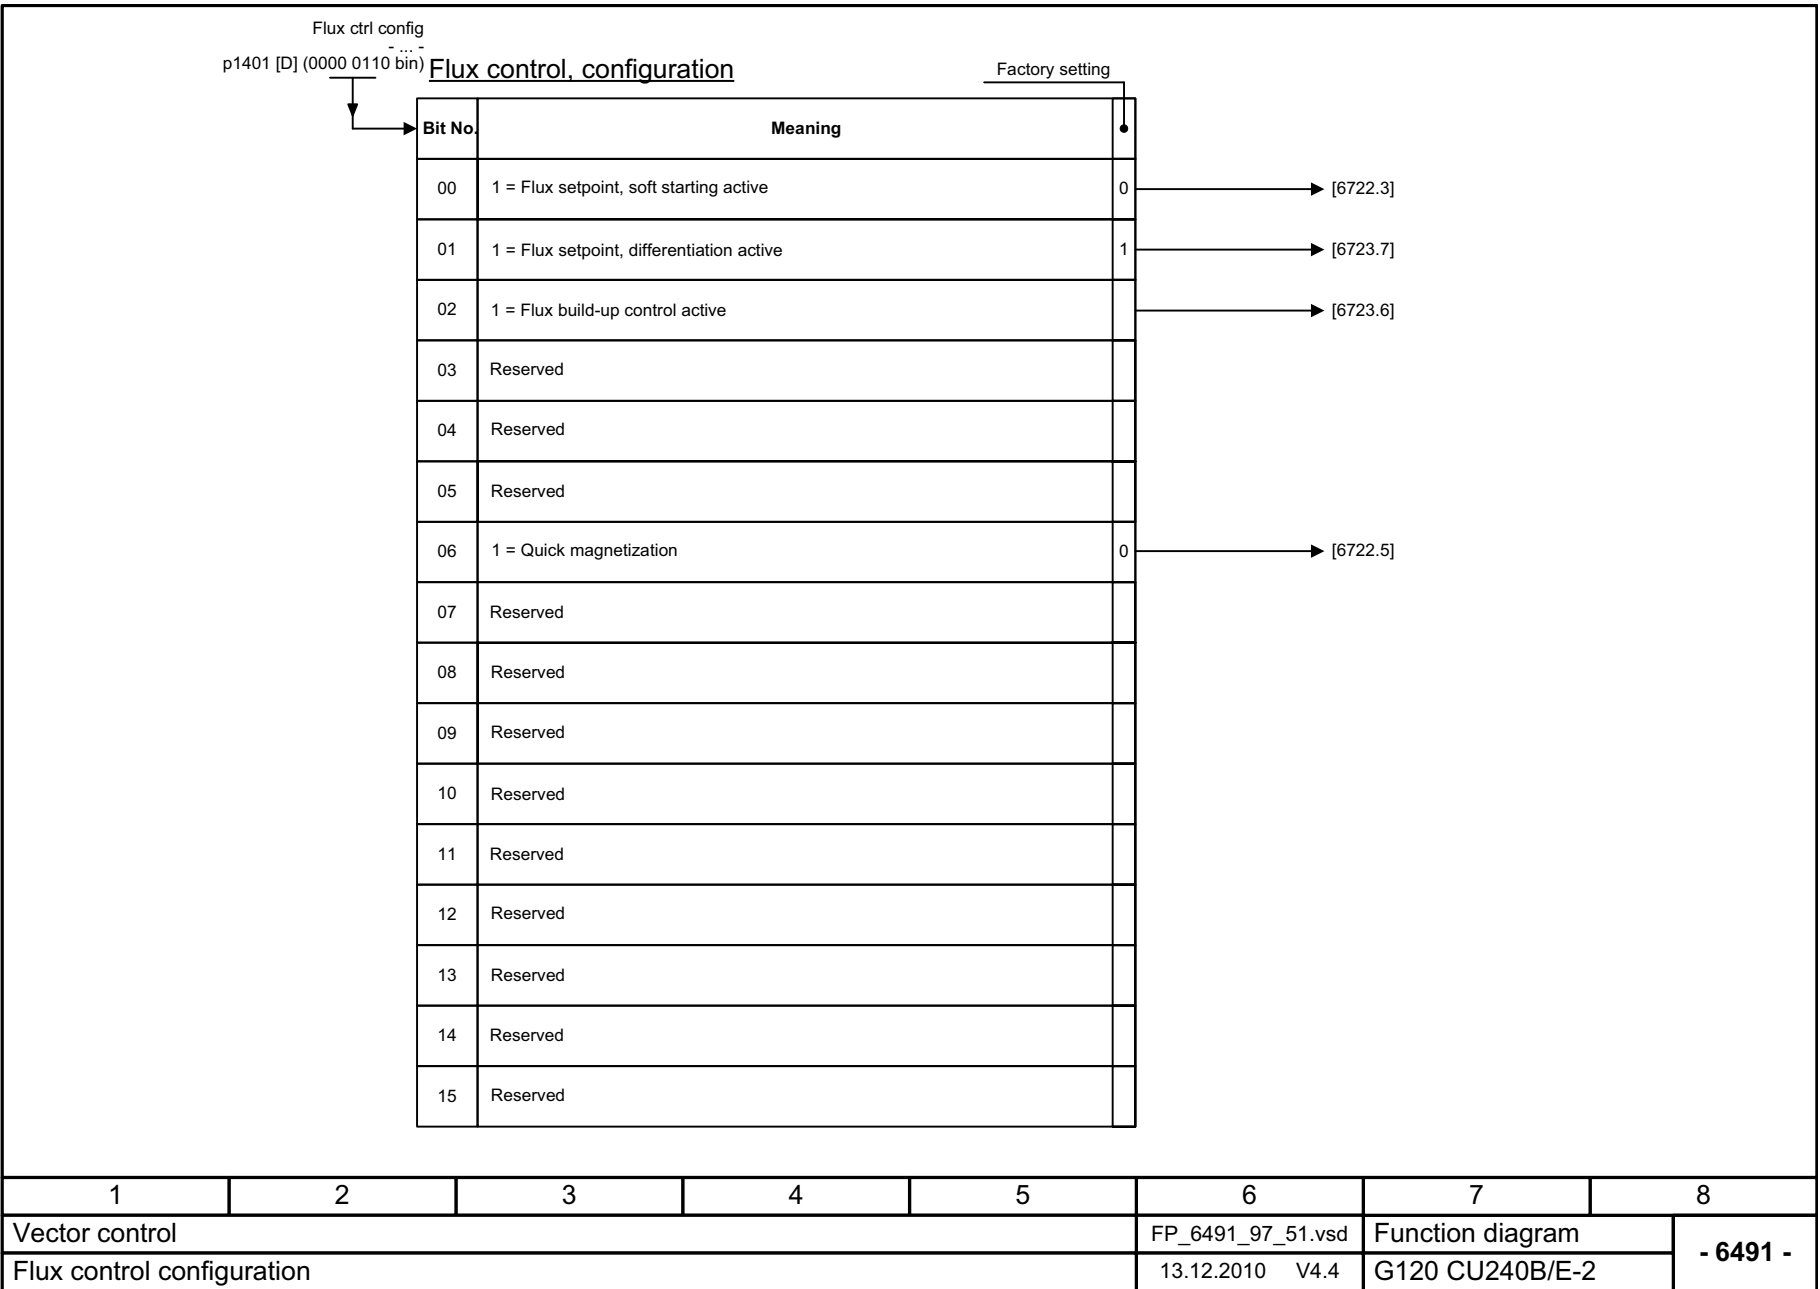 Flux ctrl config
- ... -
p1401 [D] (0000 0110 bin)
Flux control, configuration
Factory setting
Bit No. Meaning
00 1 = Flux setpoint, soft starting active 0 [6722.3]
01 1 = Flux setpoint, differentiation active 1 [6723.7]
02 1 = Flux build-up control active [6723.6]
03 Reserved
04 Reserved
05 Reserved
06 1 = Quick magnetization 0 [6722.5]
07 Reserved
08 Reserved
09 Reserved
10 Reserved
11 Reserved
12 Reserved
13 Reserved
14 Reserved
15 Reserved
1 2 3 4 5 6 7 8
Vector control FP_6491_97_51.vsd Function diagram
- 6491 -
Flux control configuration 13.12.2010 V4.4 G120 CU240B/E-2